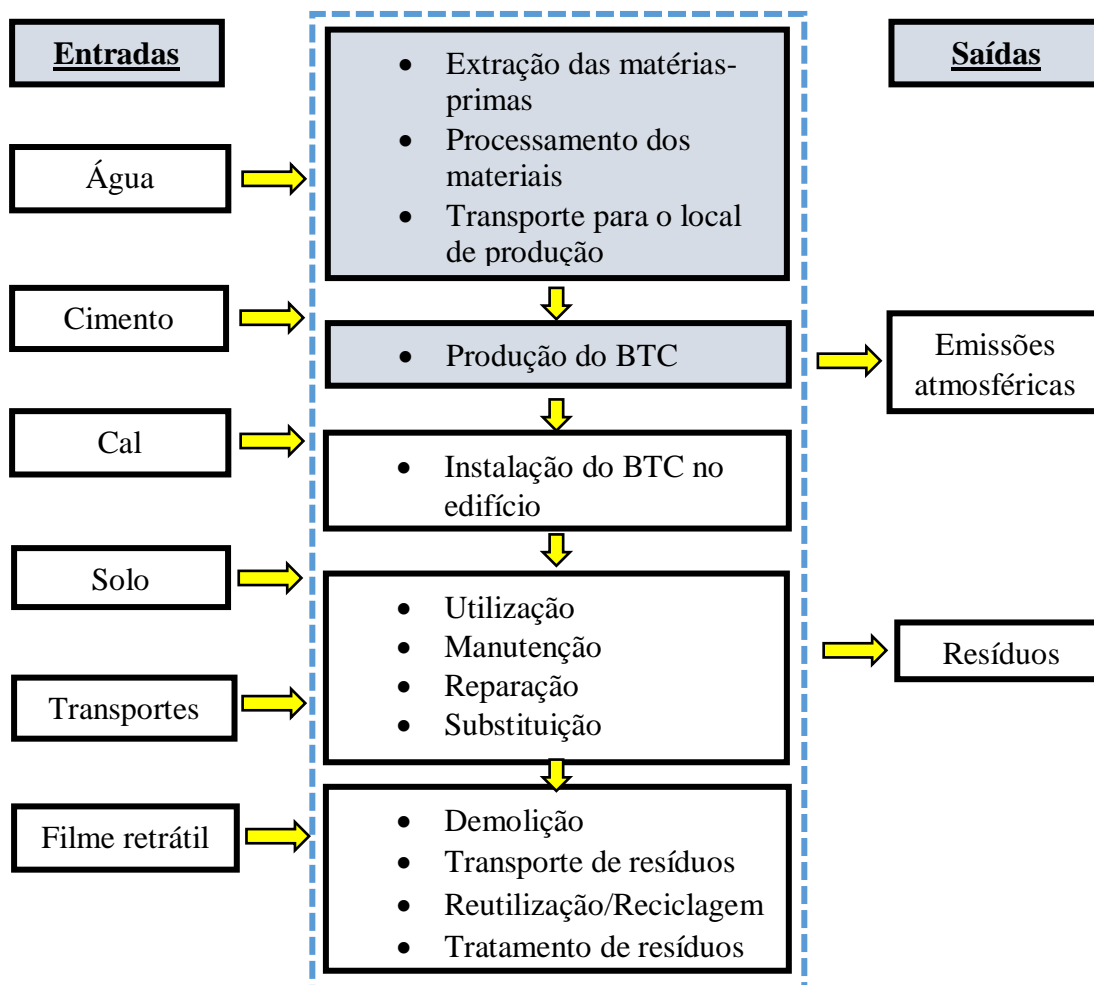 Entradas
Água
Cimento
Cal
Solo
Transportes
Filme retrátil
• Extração das matérias-
primas
• Processamento dos
materiais
• Transporte para o local
de produção
• Produção do BTC
• Instalação do BTC no
edifício
• Utilização
• Manutenção
• Reparação
• Substituição
• Demolição
• Transporte de resíduos
• Reutilização/Reciclagem
• Tratamento de resíduos
Saídas
Emissões
atmosféricas
Resíduos